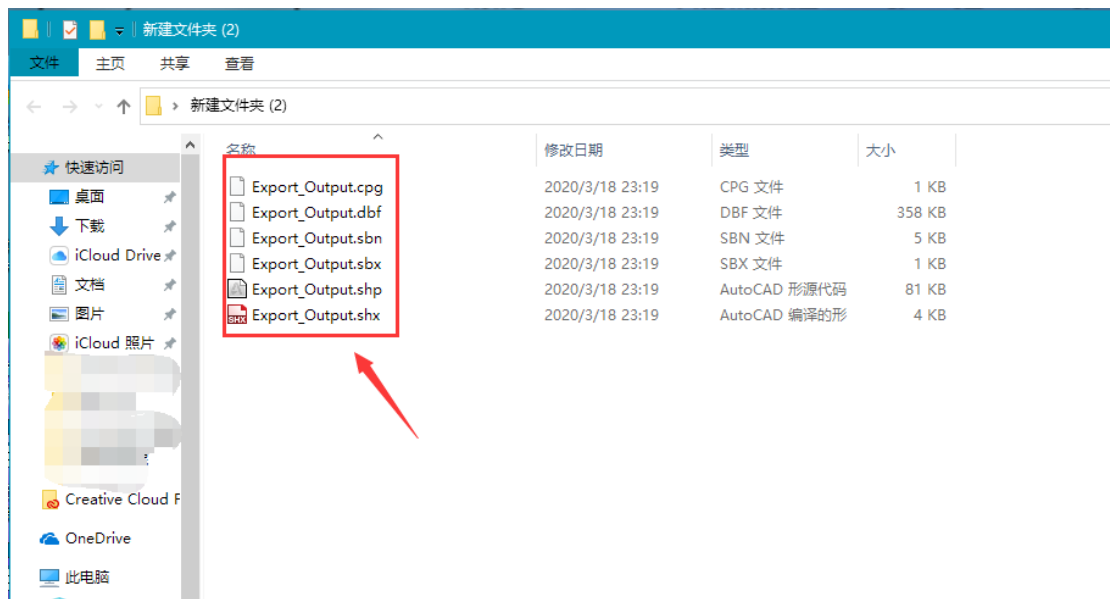 新建文件夹 (2)
文件 主页 共享 查看
新建文件夹 (2)
名称 修改日期 类型 大小
快速访问
桌面
下载
iCloud Drive
文档
图片
iCloud 照片
Creative Cloud F
OneDrive
此电脑
Export_Output.cpg 2020/3/18 23:19 CPG 文件 1 KB
Export_Output.dbf 2020/3/18 23:19 DBF 文件 358 KB
Export_Output.sbn 2020/3/18 23:19 SBN 文件 5 KB
Export_Output.sbx 2020/3/18 23:19 SBX 文件 1 KB
Export_Output.shp 2020/3/18 23:19 AutoCAD 形源代码 81 KB
SHX Export_Output.shx 2020/3/18 23:19 AutoCAD 编译的形 4 KB